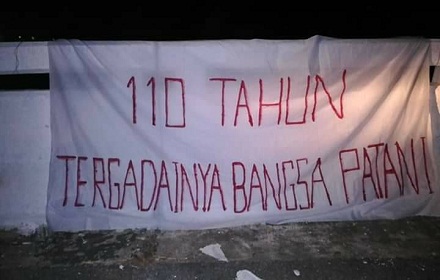 110 TAHUN
TERGADAINYA BANGSA PATANI